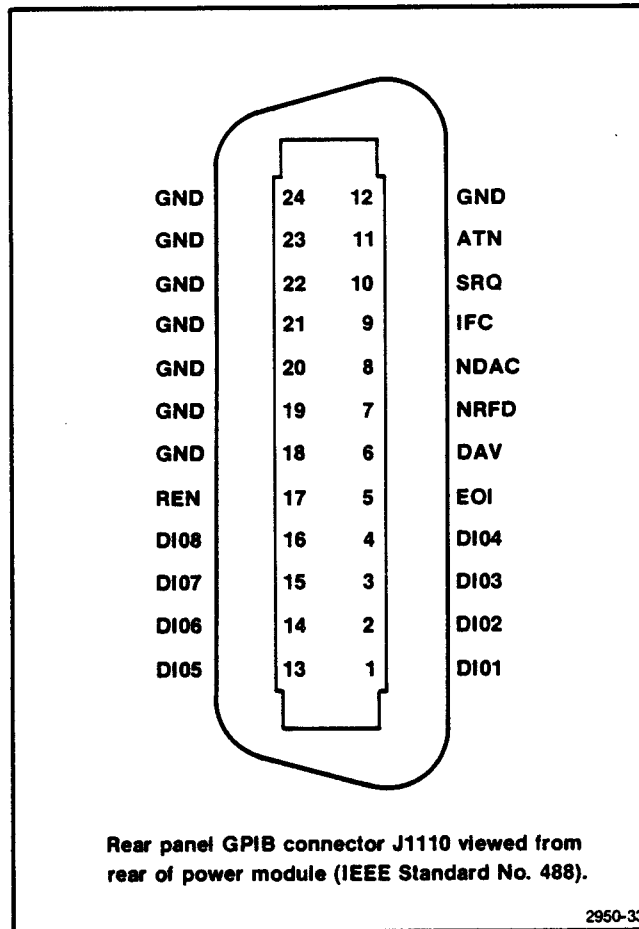 GND 24 12 GND
GND 23 11 ATN
GND 22 10 SRQ
GND 21 9 IFC
GND 20 8 NDAC
GND 19 7 NRFD
GND 18 6 DAV
REN 17 5 EOI
DI08 16 4 DI04
DI07 15 3 DI03
DI06 14 2 DI02
DI05 13 1 DI01
Rear panel GPIB connector J1110 viewed from
rear of power module (IEEE Standard No. 488).
2950-33